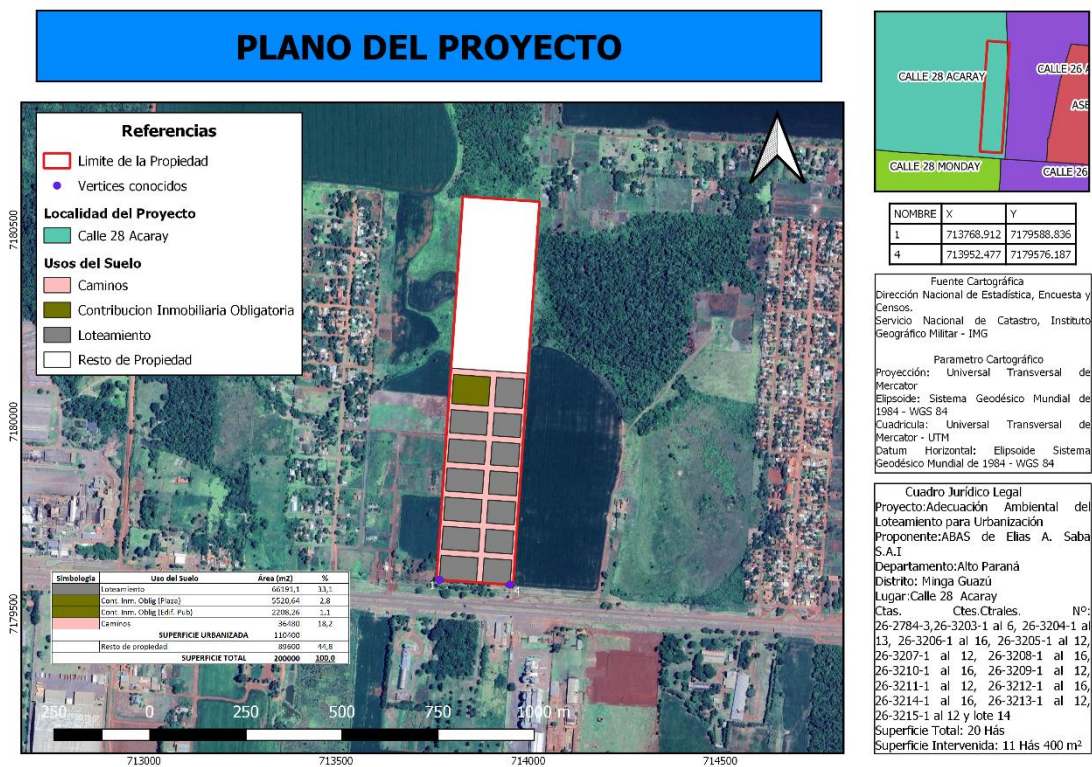 PLANO DEL PROYECTO
Referencias
Limite de la Propiedad
Vertices conocidos
Localidad del Proyecto
Calle 28 Acaray
Usos del Suelo
Caminos
Contribucion Inmobiliaria Obligatoria
Loteamiento
Resto de Propiedad
7180500
7180000
7179500
1
4
Simbología Uso del Suelo Área (m2) %
Loteamiento 66191,1 33,1
Cont. Inm. Oblig (Plaza) 5520,64 2,8
Cont. Inm. Oblig (Edif. Pub) 2208,26 1,1
Caminos 36480 18,2
SUPERFICIE URBANIZADA 110400
Resto de propiedad 89600 44,8
SUPERFICIE TOTAL 200000 100,0
250 0 250 500 750 1000 m
713000 713500 714000 714500
CALLE 28 ACARAY
CALLE 26 A
ASE
CALLE 28 MONDAY
CALLE 26
NOMBRE X Y
1 713768.912 7179588.836
4 713952.477 7179576.187
Fuente Cartográfica
Dirección Nacional de Estadística, Encuesta y
Censos.
Servicio Nacional de Catastro, Instituto
Geográfico Militar - IMG
Parametro Cartográfico
Proyección: Universal Transversal de
Mercator
Elipsoide: Sistema Geodésico Mundial de
1984 - WGS 84
Cuadricula: Universal Transversal de
Mercator - UTM
Datum Horizontal: Elipsoide Sistema
Geodésico Mundial de 1984 - WGS 84
Cuadro Jurídico Legal
Proyecto:Adecuación Ambiental del
Loteamiento para Urbanización
Proponente:ABAS de Elias A. Saba
S.A.I
Departamento:Alto Paraná
Distrito: Minga Guazú
Lugar:Calle 28 Acaray
Ctas. Ctes.Ctrales. Nº:
26-2784-3,26-3203-1 al 6, 26-3204-1 al
13, 26-3206-1 al 16, 26-3205-1 al 12,
26-3207-1 al 12, 26-3208-1 al 16,
26-3210-1 al 16, 26-3209-1 al 12,
26-3211-1 al 12, 26-3212-1 al 16,
26-3214-1 al 16, 26-3213-1 al 12,
26-3215-1 al 12 y lote 14
Superficie Total: 20 Hás
Superficie Intervenida: 11 Hás 400 m²